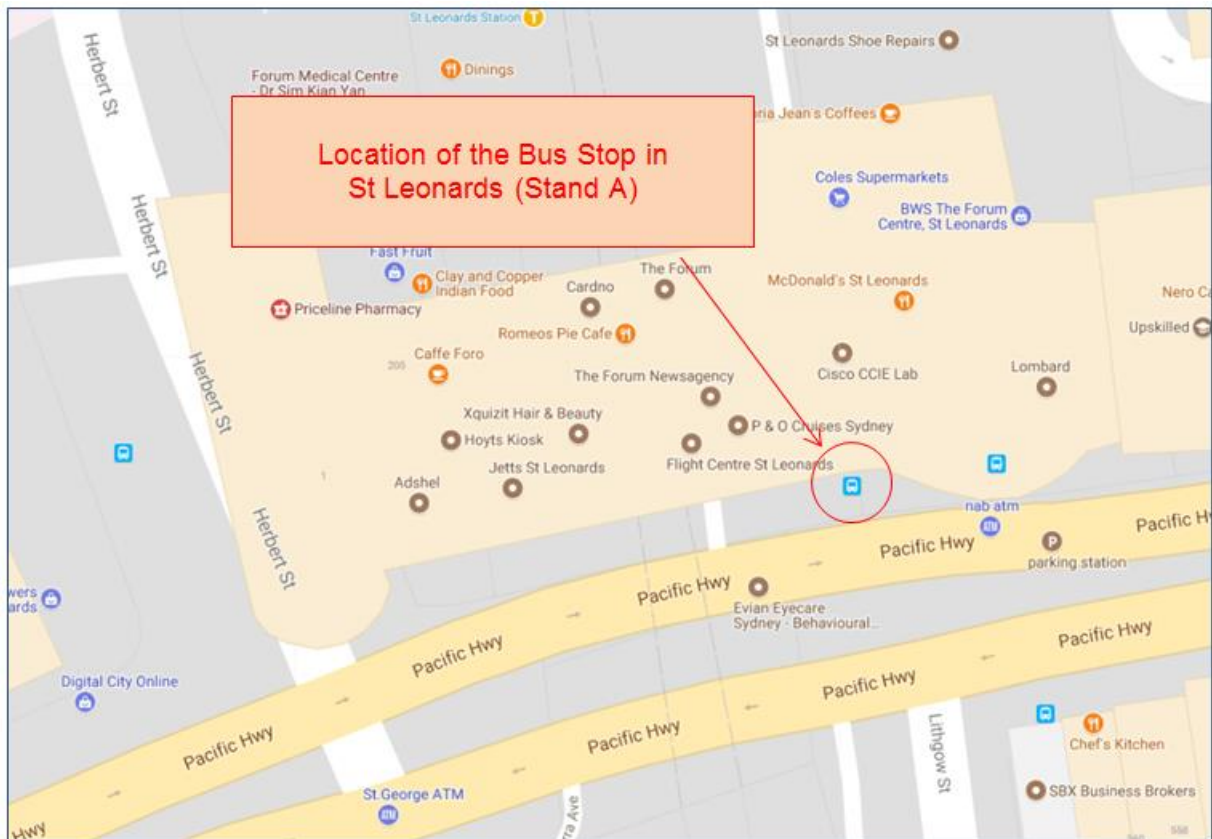 St Leonards Station
St Leonards Shoe Repairs
Herbert St
Dinings
Forum Medical Centre
- Dr Sim Kian Yan
Location of the Bus Stop in
St Leonards (Stand A)
Jean's Coffees
Coles Supermarkets
BWS The Forum
Centre, St Leonards
Herbert St
Fast Fruit
Clay and Copper
Indian Food
Cardno
The Forum
McDonald's St Leonards
Priceline Pharmacy
Romeos Pie Cafe
Nero
Upskilled
Caffe Foro
205
The Forum Newsagency
Cisco CCIE Lab
Lombard
Herbert St
Xquizit Hair & Beauty
P & O Cruises Sydney
Hoyts Kiosk
Flight Centre St Leonards
Jetts St Leonards
1
Adshel
nab atm
ATM
Pacific Hwy
Pacific
Herbert St
P
parking station
Pacific Hwy
Evian Eyecare
Sydney - Behavioural...
Pacific Hwy
Digital City Online
Pacific Hwy
Pacific Hwy
Pacific Hwy
Pacific Hwy
Lithgow St
Chef's Kitchen
St.George ATM
ATM
SBX Business Brokers
Ave
Hwy